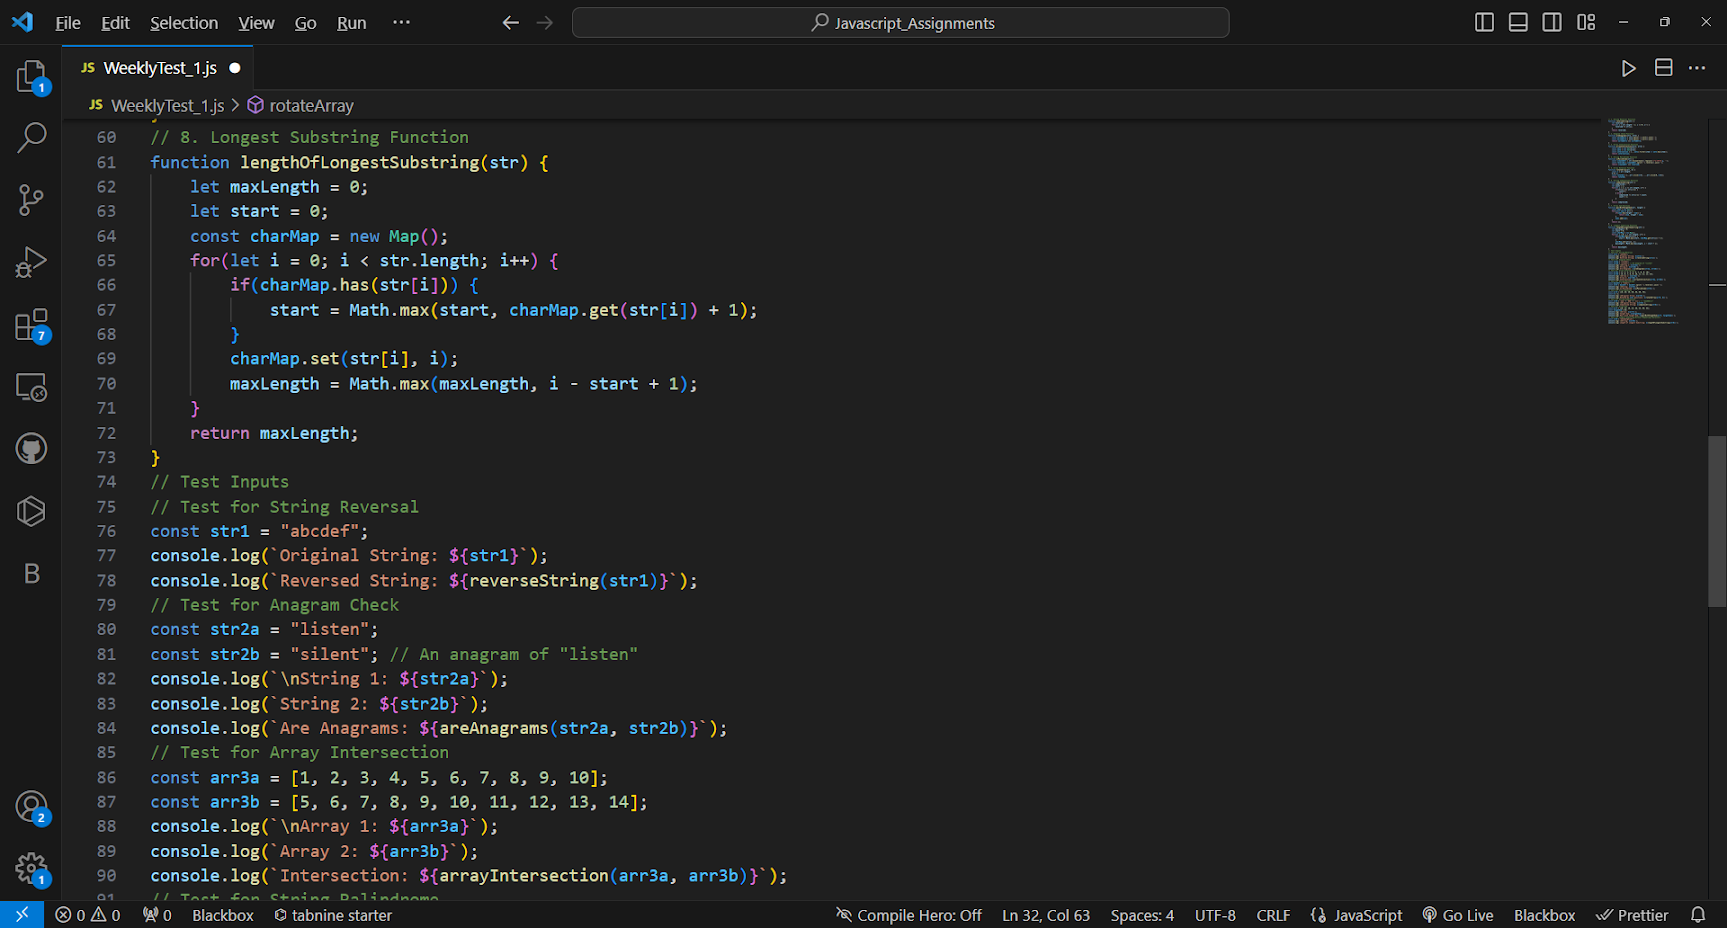 File Edit Selection View Go Run ··· Javascript_Assignments
JS WeeklyTest_1.js
JS WeeklyTest_1.js > rotateArray
60 // 8. Longest Substring Function
61 function lengthOfLongestSubstring(str) {
62 let maxLength = 0;
63 let start = 0;
64 const charMap = new Map();
65 for(let i = 0; i < str.length; i++) {
66 if(charMap.has(str[i])) {
67 start = Math.max(start, charMap.get(str[i]) + 1);
68 }
69 charMap.set(str[i], i);
70 maxLength = Math.max(maxLength, i - start + 1);
71 }
72 return maxLength;
73 }
74 // Test Inputs
75 // Test for String Reversal
76 const str1 = "abcdef";
77 console.log(`Original String: ${str1}`);
78 console.log(`Reversed String: ${reverseString(str1)}`);
79 // Test for Anagram Check
80 const str2a = "listen";
81 const str2b = "silent"; // An anagram of "listen"
82 console.log(`\nString 1: ${str2a}`);
83 console.log(`String 2: ${str2b}`);
84 console.log(`Are Anagrams: ${areAnagrams(str2a, str2b)}`);
85 // Test for Array Intersection
86 const arr3a = [1, 2, 3, 4, 5, 6, 7, 8, 9, 10];
87 const arr3b = [5, 6, 7, 8, 9, 10, 11, 12, 13, 14];
88 console.log(`\nArray 1: ${arr3a}`);
89 console.log(`Array 2: ${arr3b}`);
90 console.log(`Intersection: ${arrayIntersection(arr3a, arr3b)}`);
91 // Test for String Palindrome
1
7
B
2
1
0 0 0 Blackbox tabnine starter Compile Hero: Off Ln 32, Col 63 Spaces: 4 UTF-8 CRLF JavaScript Go Live Blackbox Prettier